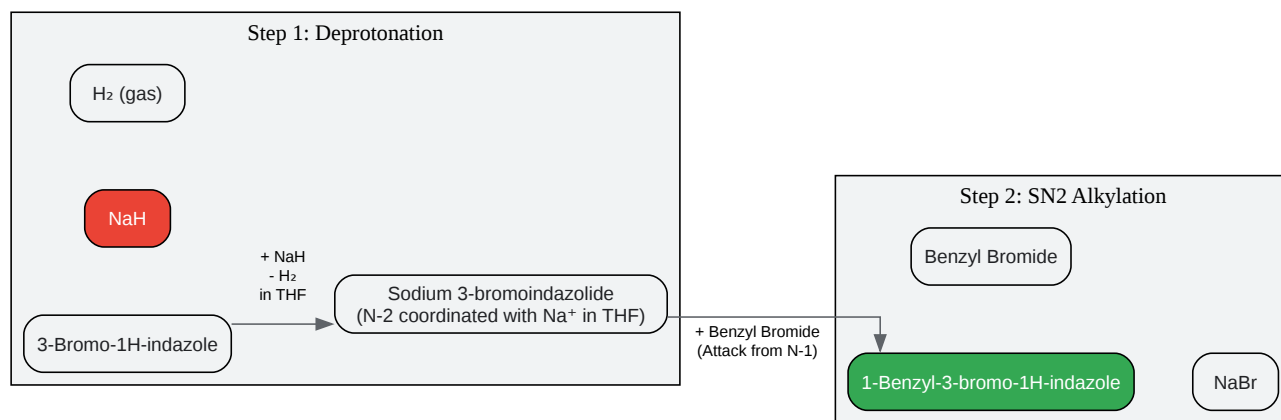 Step 1: Deprotonation
H₂ (gas)
NaH
+ NaH
- H₂
in THF
3-Bromo-1H-indazole
Sodium 3-bromoindazolide
(N-2 coordinated with Na⁺ in THF)
+ Benzyl Bromide
(Attack from N-1)
Step 2: SN2 Alkylation
Benzyl Bromide
1-Benzyl-3-bromo-1H-indazole
NaBr